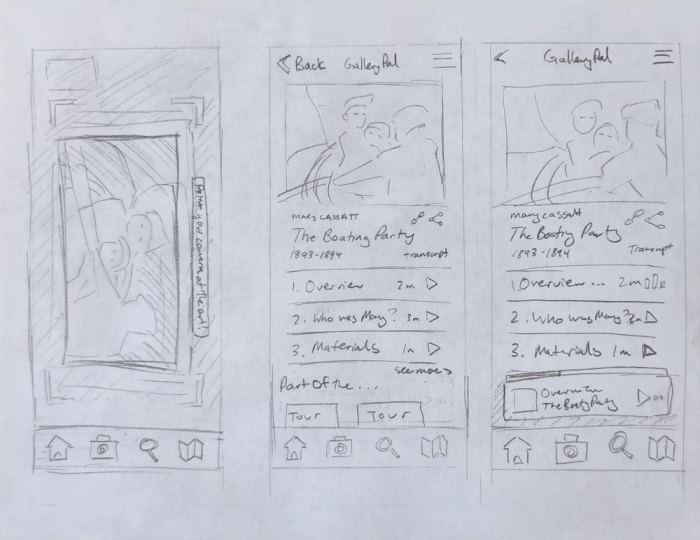 Point your camera at the art!
Back GalleryPal
MARY CASSATT
The Boating Party
1893-1894 transcript
1. Overview 2m
2. Who was Mary? 3m
3. Materials 1m
see more >
Part Of the ...
Tour Tour
GalleryPal
Mary Cassatt
The Boating Party
1893-1894 Transcript
1. Overview ... 2m
2. Who was Mary? 3m
3. Materials 1m
Overview
The Boating Party